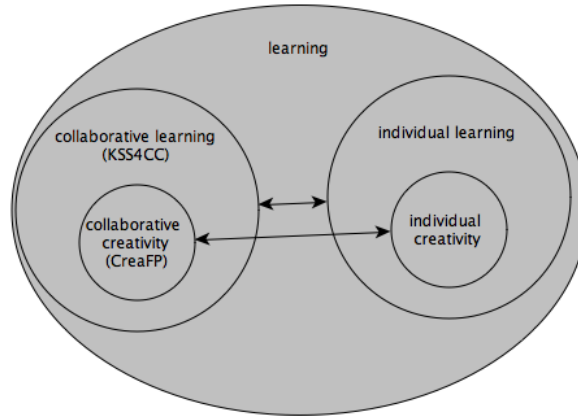 learning
collaborative learning
(KSS4CC)
individual learning
collaborative
creativity
(CreaFP)
individual
creativity